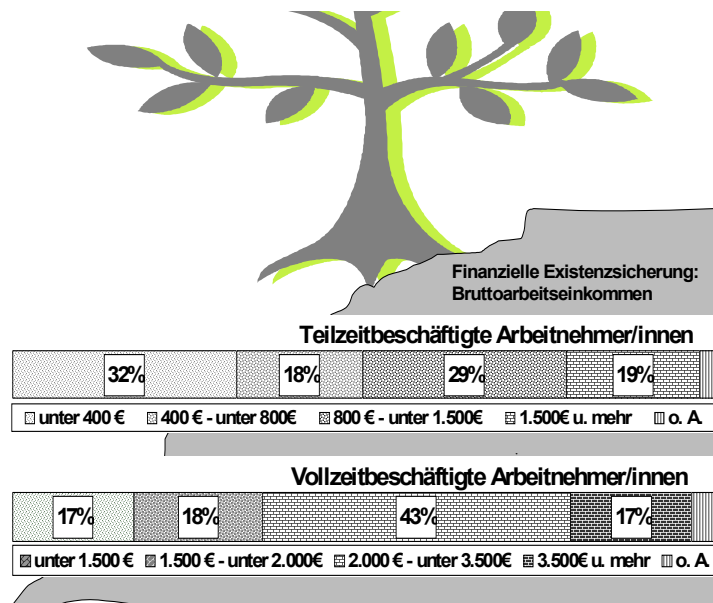 Finanzielle Existenzsicherung:
Bruttoarbeitseinkommen
Teilzeitbeschäftigte Arbeitnehmer/innen
32% 18% 29% 19%
unter 400 € 400 € - unter 800€ 800 € - unter 1.500€ 1.500€ u. mehr o. A.
Vollzeitbeschäftigte Arbeitnehmer/innen
17% 18% 43% 17%
unter 1.500 € 1.500 € - unter 2.000€ 2.000 € - unter 3.500€ 3.500€ u. mehr o. A.